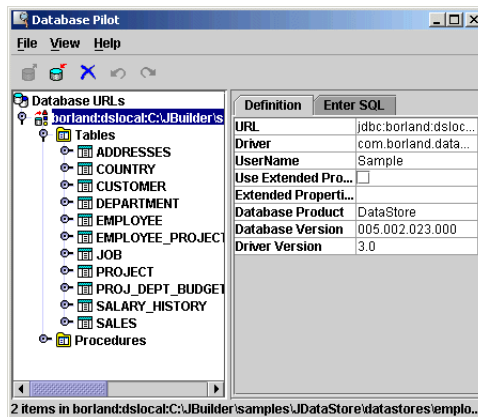 Database Pilot
File View Help
Database URLs
borland:dslocal:C:\JBuilder\s
Tables
ADDRESSES
COUNTRY
CUSTOMER
DEPARTMENT
EMPLOYEE
EMPLOYEE_PROJECT
JOB
PROJECT
PROJ_DEPT_BUDGET
SALARY_HISTORY
SALES
Procedures
Definition Enter SQL
URL jdbc:borland:dsloc...
Driver com.borland.data...
UserName Sample
Use Extended Pro...
Extended Properti...
Database Product DataStore
Database Version 005.002.023.000
Driver Version 3.0
2 items in borland:dslocal:C:\JBuilder\samples\JDataStore\datastores\emplo...